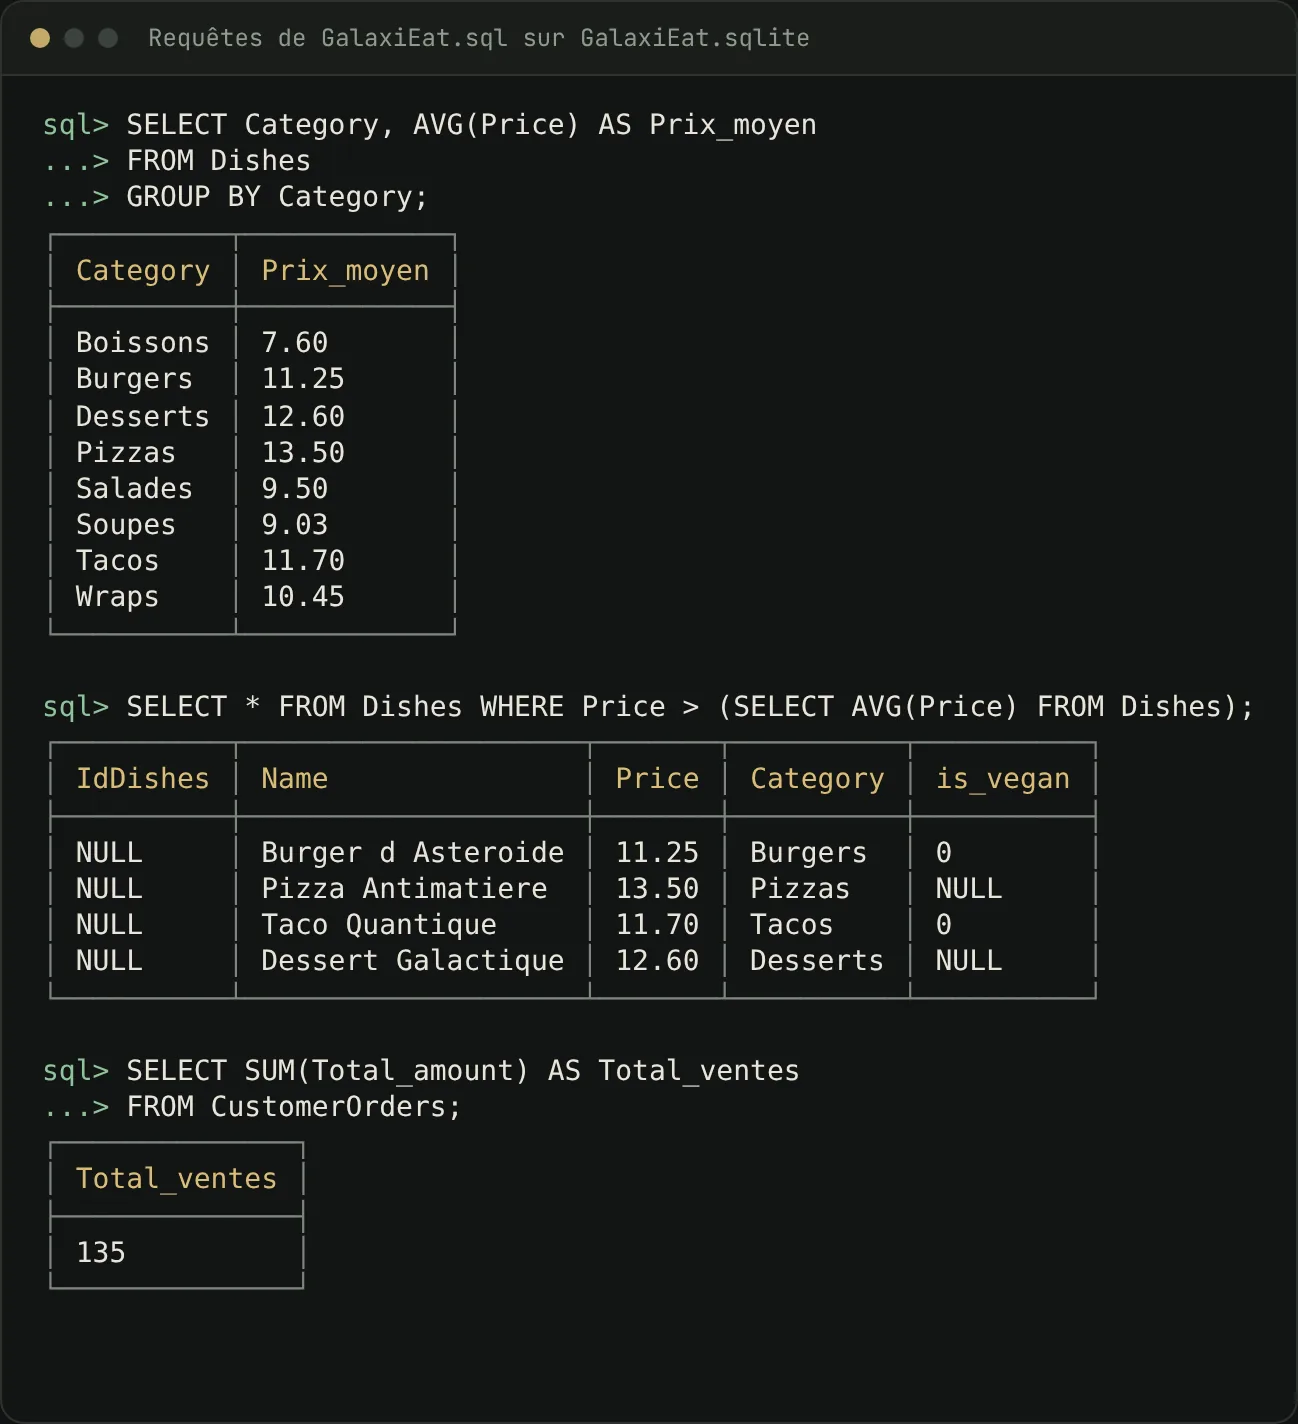 Requêtes de GalaxiEat.sql sur GalaxiEat.sqlite
sql> SELECT Category, AVG(Price) AS Prix_moyen
...> FROM Dishes
...> GROUP BY Category;
Category Prix_moyen
Boissons 7.60
Burgers 11.25
Desserts 12.60
Pizzas 13.50
Salades 9.50
Soupes 9.03
Tacos 11.70
Wraps 10.45
sql> SELECT * FROM Dishes WHERE Price > (SELECT AVG(Price) FROM Dishes);
IdDishes Name Price Category is_vegan
NULL Burger d Asteroide 11.25 Burgers 0
NULL Pizza Antimatiere 13.50 Pizzas NULL
NULL Taco Quantique 11.70 Tacos 0
NULL Dessert Galactique 12.60 Desserts NULL
sql> SELECT SUM(Total_amount) AS Total_ventes
...> FROM CustomerOrders;
Total_ventes
135